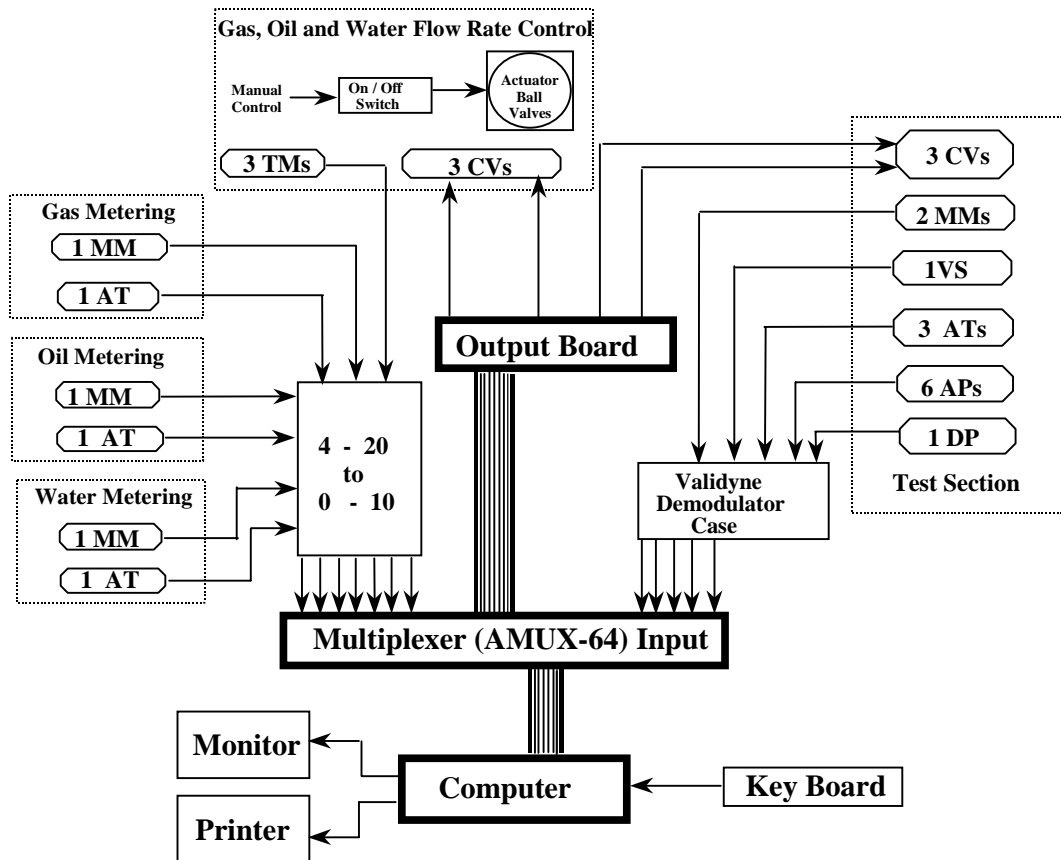 Gas, Oil and Water Flow Rate Control
Manual
Control
On / Off
Switch
Actuator
Ball
Valves
3 TMs
3 CVs
Gas Metering
1 MM
1 AT
Oil Metering
1 MM
1 AT
Water Metering
1 MM
1 AT
4 - 20
to
0 - 10
Output Board
3 CVs
2 MMs
1VS
3 ATs
6 APs
1 DP
Test Section
Validyne
Demodulator
Case
Multiplexer (AMUX-64) Input
Monitor
Printer
Computer
Key Board